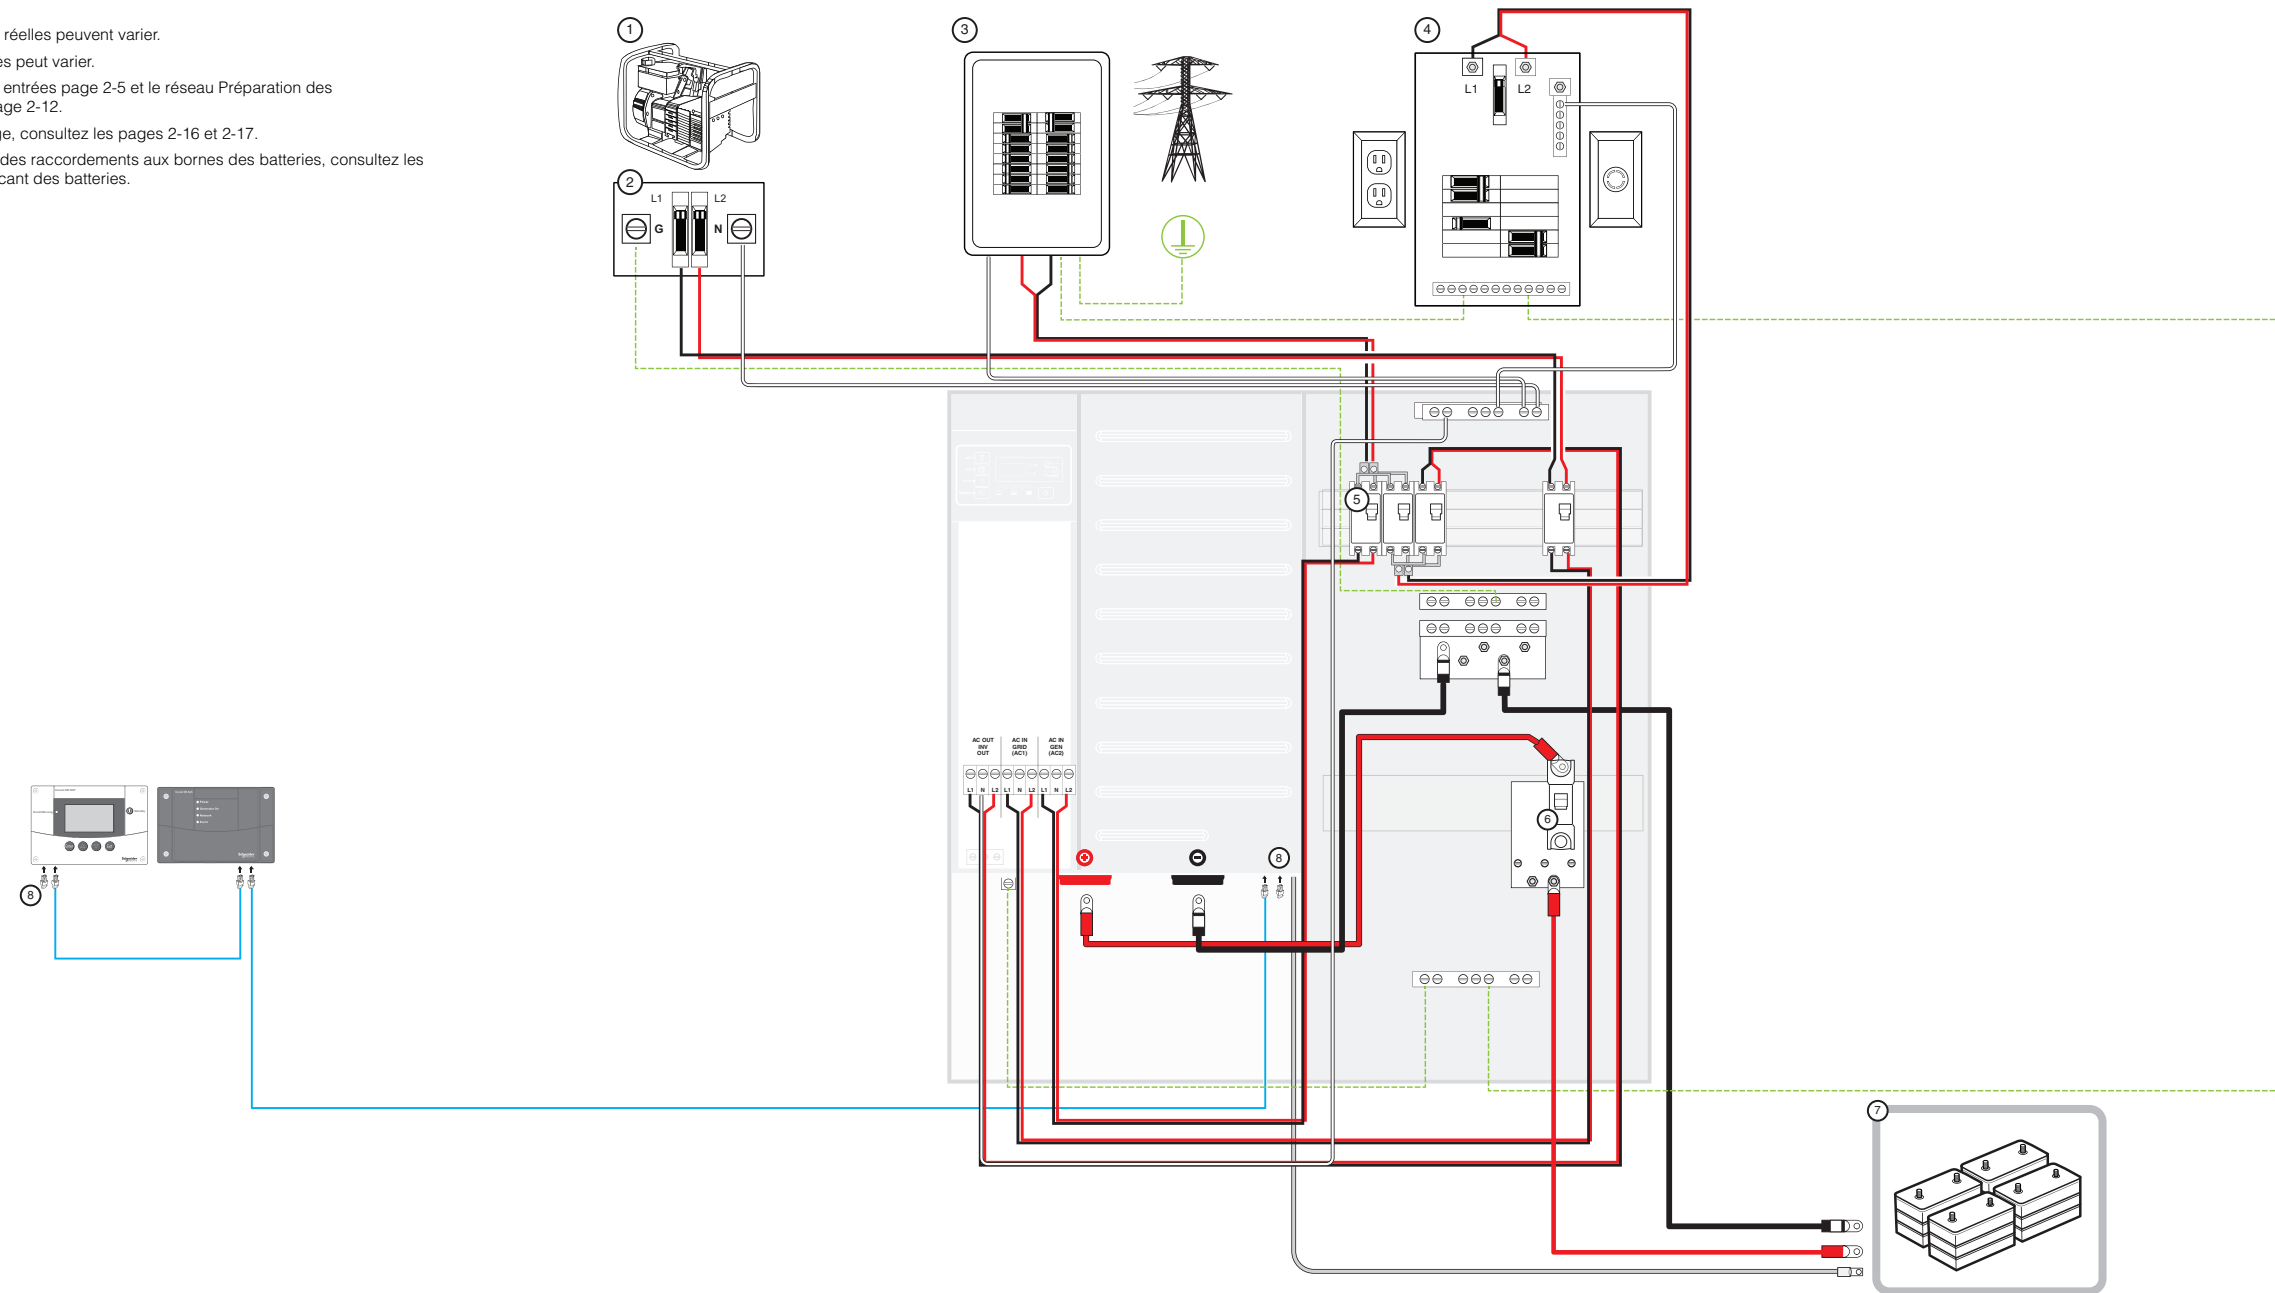 réelles peuvent varier.
es peut varier.
entrées page 2-5 et le réseau Préparation des
age 2-12.
ge, consultez les pages 2-16 et 2-17.
des raccordements aux bornes des batteries, consultez les
icant des batteries.
1
2
L1 L2
G N
3
4
L1 L2
5
AC OUT INV OUT
AC IN GRID (AC1)
AC IN GEN (AC2)
L1 N L2 L1 N L2 L1 N L2
6
8
8
7